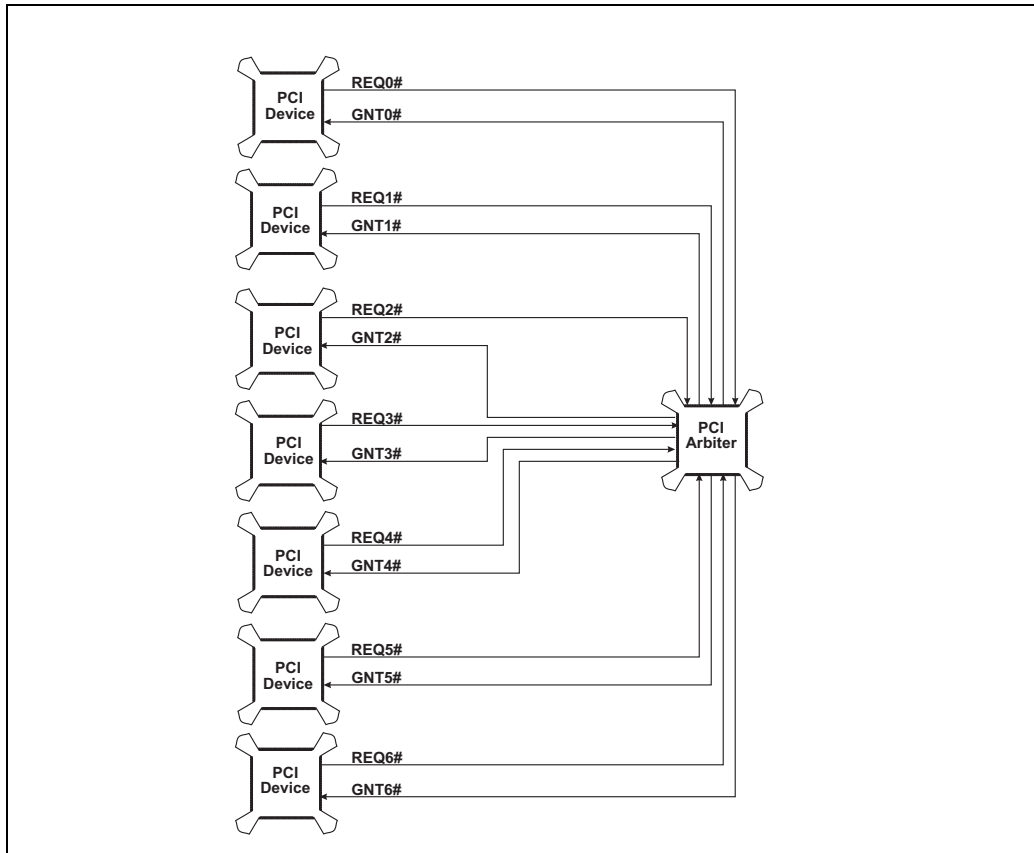 PCI
Device
REQ0#
GNT0#
PCI
Device
REQ1#
GNT1#
PCI
Device
REQ2#
GNT2#
PCI
Device
REQ3#
GNT3#
PCI
Arbiter
PCI
Device
REQ4#
GNT4#
PCI
Device
REQ5#
GNT5#
PCI
Device
REQ6#
GNT6#